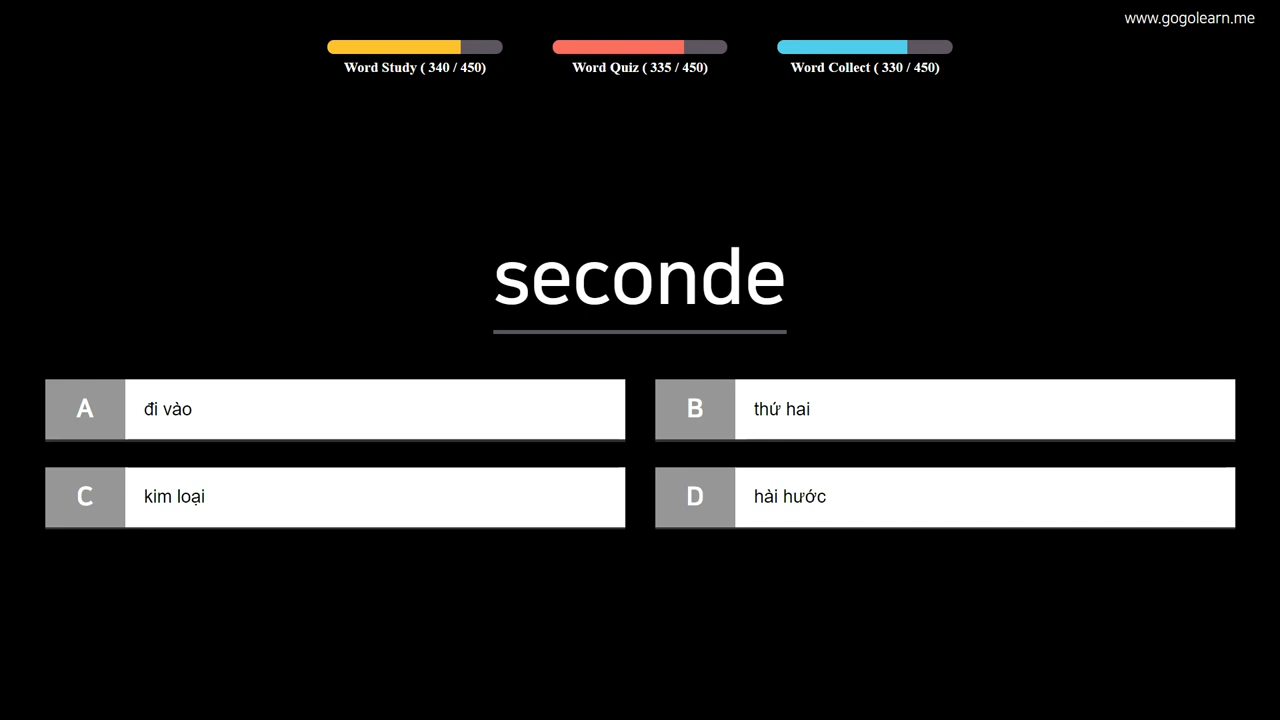 www.gogolearn.me
Word Study ( 340 / 450)
Word Quiz ( 335 / 450)
Word Collect ( 330 / 450)
seconde
A đi vào
B thứ hai
C kim loại
D hài hước